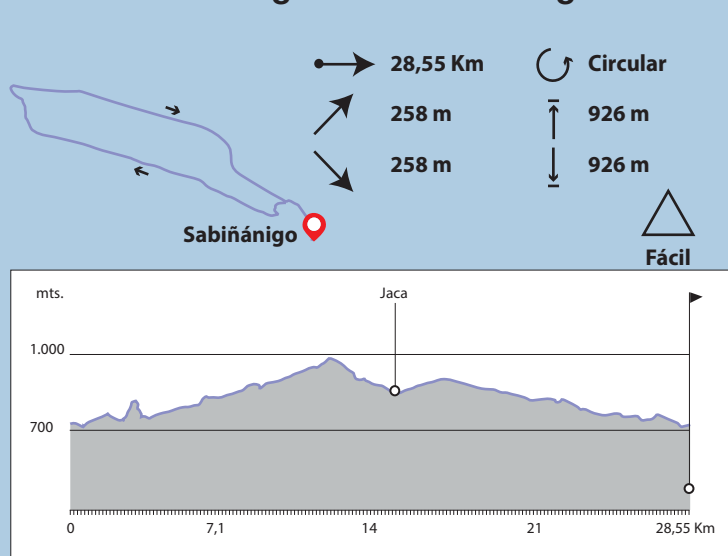 28,55 Km
Circular
258 m
926 m
258 m
926 m
Sabiñánigo
Fácil
mts.
Jaca
1.000
700
0
7,1
14
21
28,55 Km